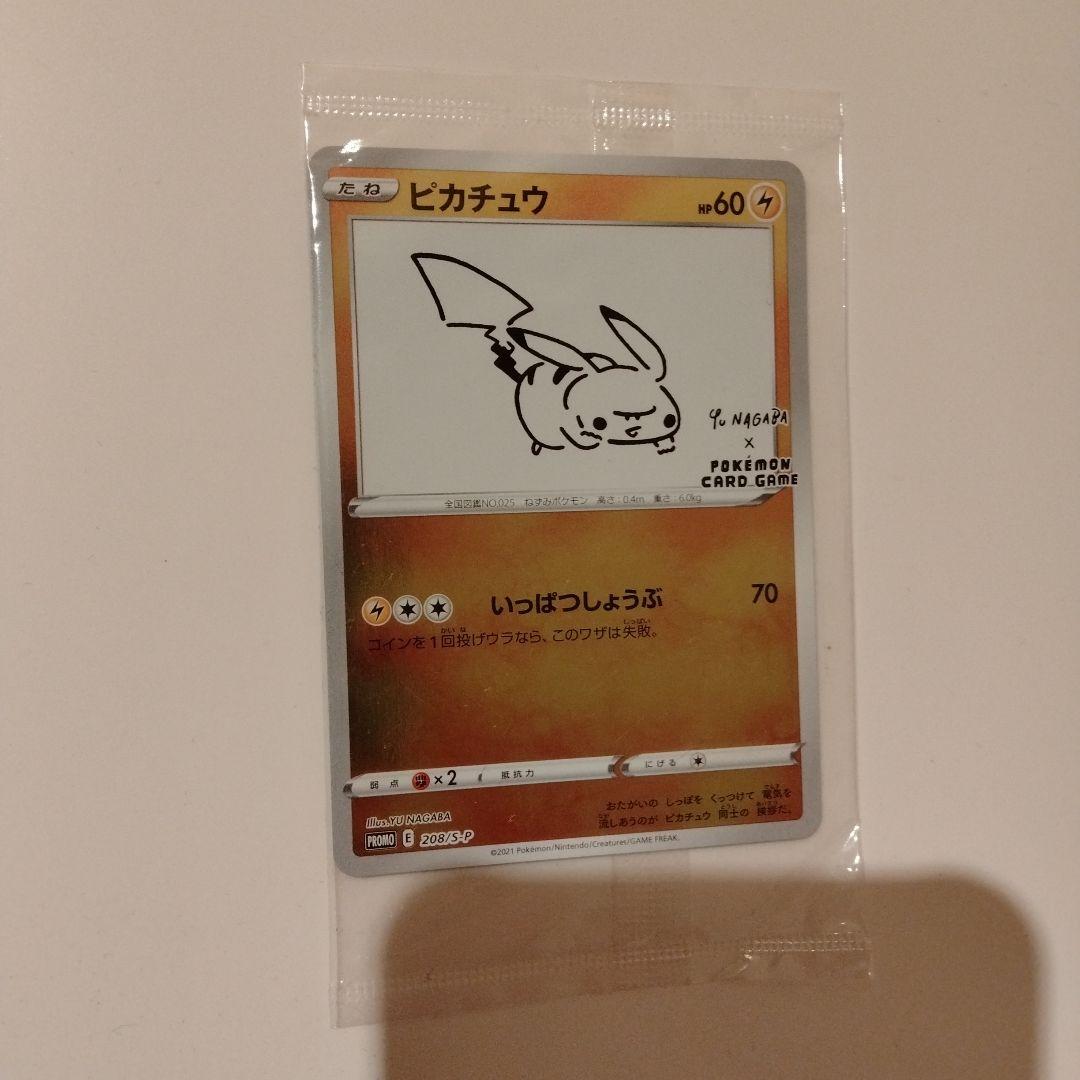 たね ピカチュウ HP60
Yu NAGABA
×
POKÉMON
CARD GAME
全国図鑑NO.025 ねずみポケモン 高さ：0.4m 重さ：6.0kg
いっぱつしょうぶ 70
コインを1回投げウラなら、このワザは失敗。
弱点 ×2 抵抗力 にげる
おたがいの しっぽを くっつけて 電気を
流しあうのが ピカチュウ 同士の 挨拶だ。
Illus.YU NAGABA
PROMO E 208/S-P
©2021 Pokémon/Nintendo/Creatures/GAME FREAK.